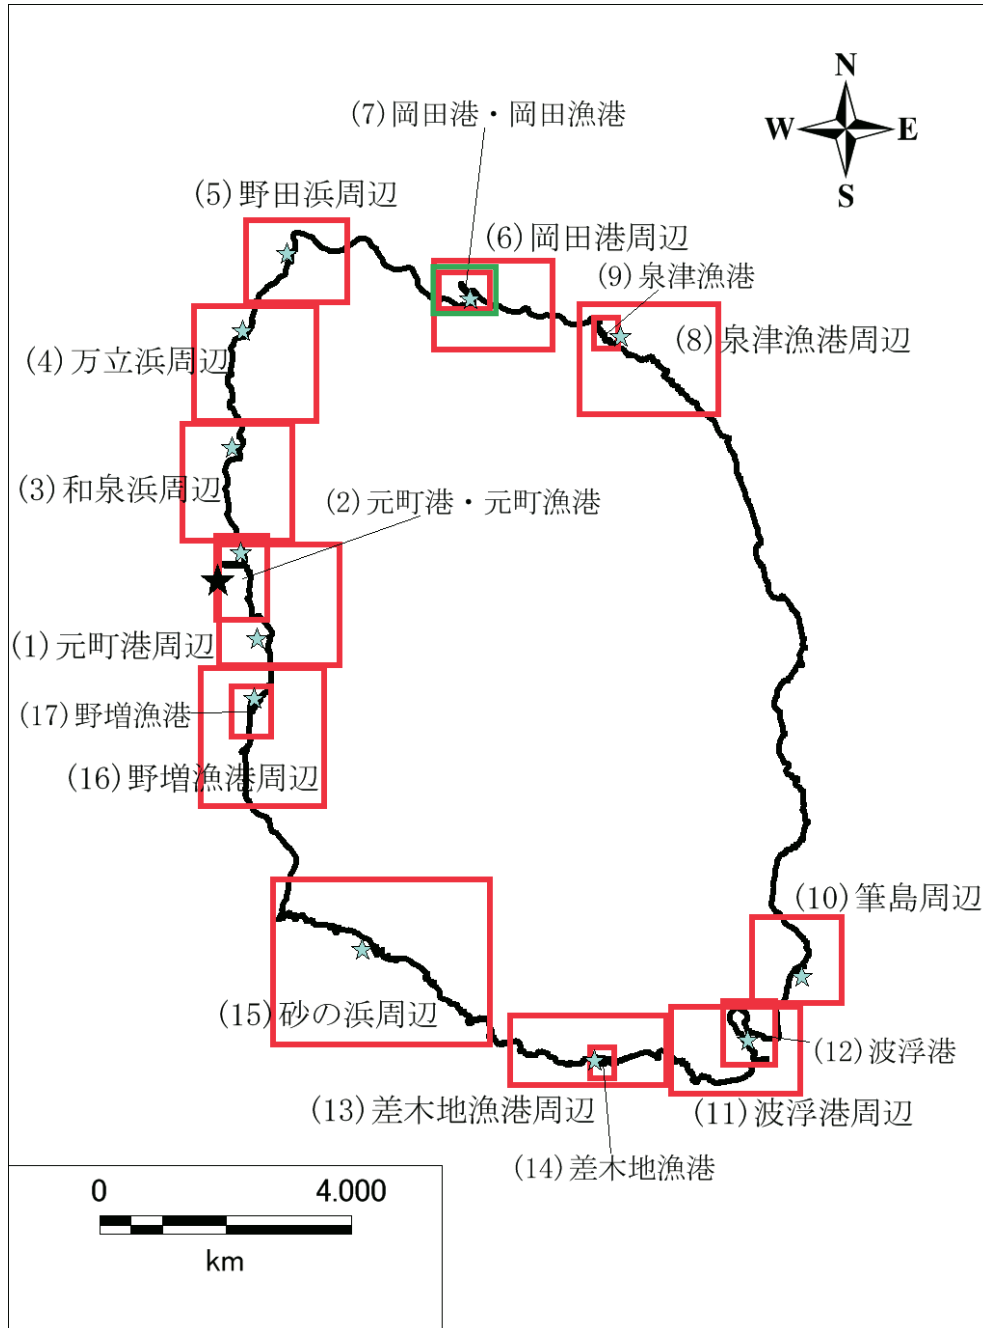 N
(7)岡田港・岡田漁港
W
E
S
(5)野田浜周辺
(6)岡田港周辺
(9)泉津漁港
(4)万立浜周辺
(8)泉津漁港周辺
(3)和泉浜周辺
(2)元町港・元町漁港
(1)元町港周辺
(17)野増漁港
(16)野増漁港周辺
(10)筆島周辺
(15)砂の浜周辺
(12)波浮港
(13)差木地漁港周辺
(11)波浮港周辺
(14)差木地漁港
0
4.000
km